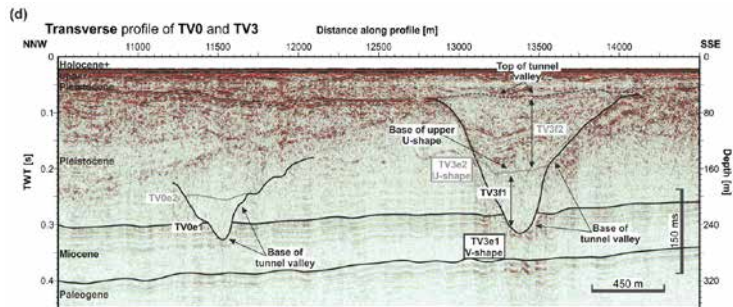 (d)
Transverse profile of TV0 and TV3
Distance along profile [m]
NNW
SSE
11000
11500
12000
13000
13500
14000
0
0.1
0.2
0.3
0.4
TWT [s]
0
80
160
240
320
Depth [m]
Holocene+
Pleistocene
Top of tunnel
valley
Base of upper
U-shape
TV3f2
Pleistocene
TV3e2
U-shape
TV3f1
TV0e2
TV0e1
Base of
tunnel valley
Base of
tunnel valley
Miocene
TV3e1
V-shape
150 ms
450 m
Paleogene